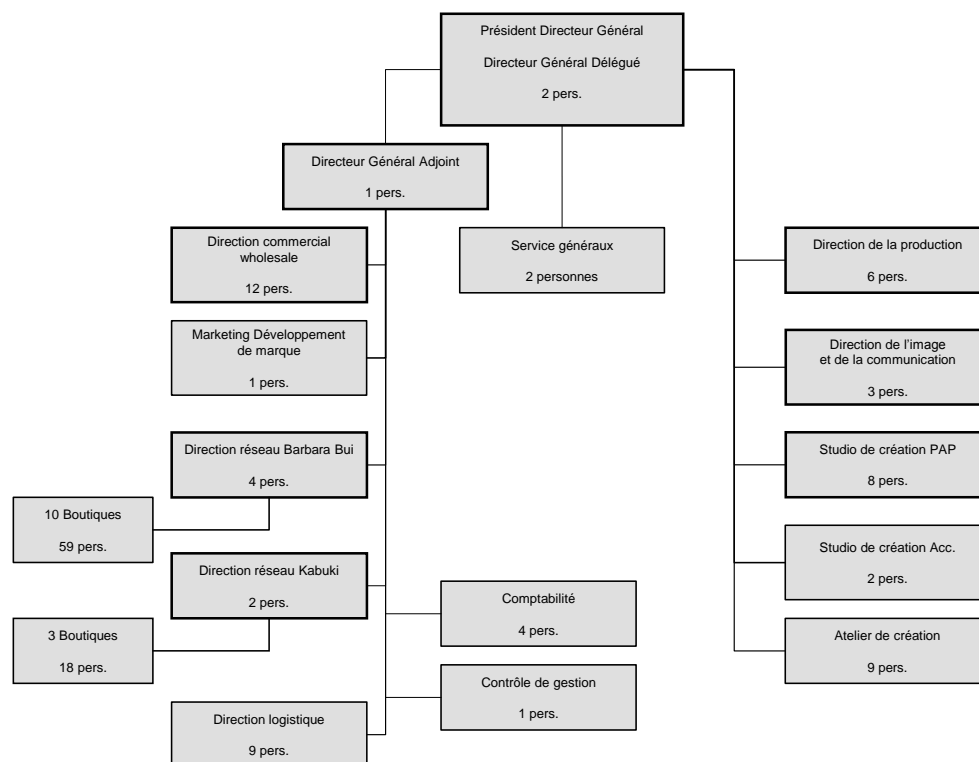 Président Directeur Général
Directeur Général Délégué
2 pers.
Directeur Général Adjoint
1 pers.
Direction commercial
wholesale
12 pers.
Service généraux
2 personnes
Direction de la production
6 pers.
Marketing Développement
de marque
1 pers.
Direction de l'image
et de la communication
3 pers.
Direction réseau Barbara Bui
4 pers.
Studio de création PAP
8 pers.
10 Boutiques
59 pers.
Studio de création Acc.
2 pers.
Direction réseau Kabuki
2 pers.
Comptabilité
4 pers.
3 Boutiques
18 pers.
Atelier de création
9 pers.
Contrôle de gestion
1 pers.
Direction logistique
9 pers.